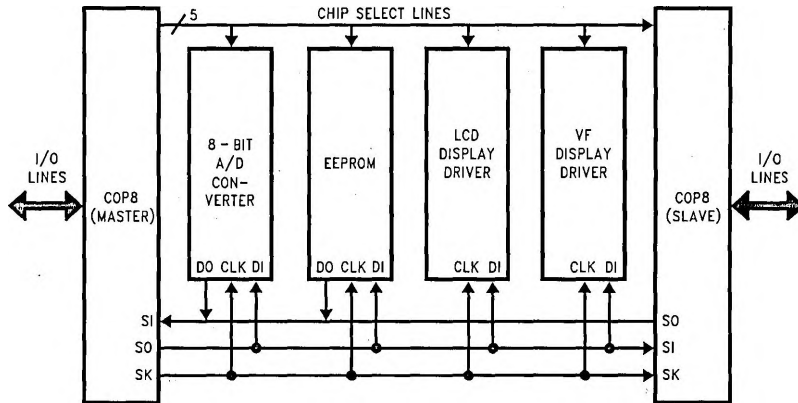 5
CHIP SELECT LINES
I/O
LINES
COP8
(MASTER)
8 - BIT
A/D
CON-
VERTER
DO CLK DI
EEPROM
DO CLK DI
LCD
DISPLAY
DRIVER
CLK DI
VF
DISPLAY
DRIVER
CLK DI
COP8
(SLAVE)
I/O
LINES
SI
SO
SK
SO
SI
SK